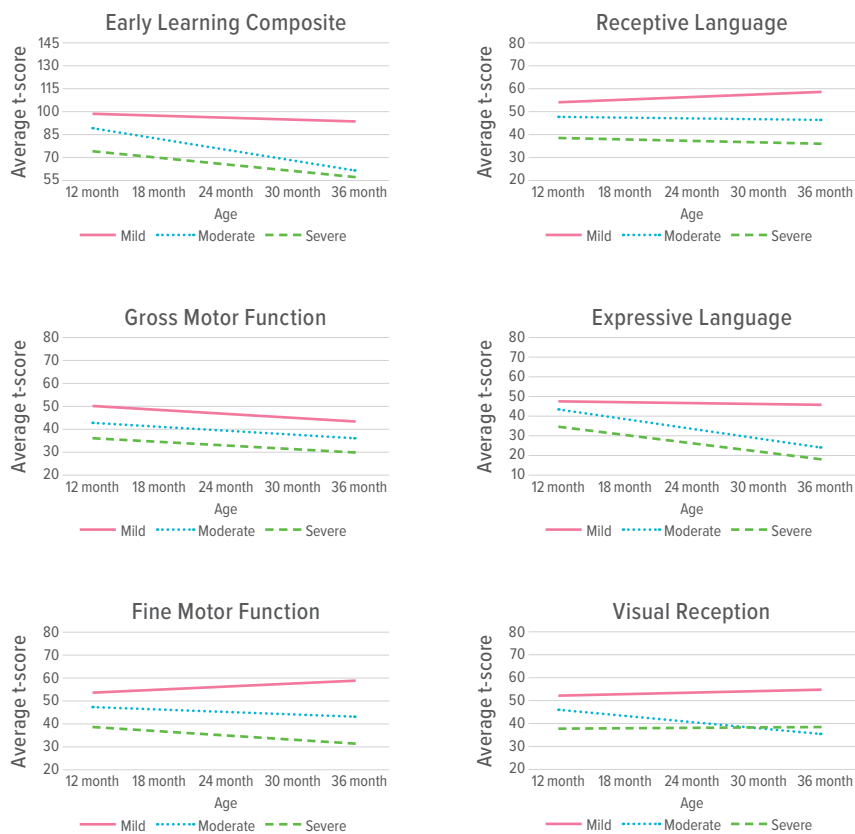 Early Learning Composite
Average t-score
145
130
115
100
85
70
55
12 month 18 month 24 month 30 month 36 month
Age
Mild Moderate Severe
Receptive Language
Average t-score
80
70
60
50
40
30
20
12 month 18 month 24 month 30 month 36 month
Age
Mild Moderate Severe
Gross Motor Function
Average t-score
80
70
60
50
40
30
20
12 month 18 month 24 month 30 month 36 month
Age
Mild Moderate Severe
Expressive Language
Average t-score
80
70
60
50
40
30
20
10
12 month 18 month 24 month 30 month 36 month
Age
Mild Moderate Severe
Fine Motor Function
Average t-score
80
70
60
50
40
30
20
12 month 18 month 24 month 30 month 36 month
Age
Mild Moderate Severe
Visual Reception
Average t-score
80
70
60
50
40
30
20
12 month 18 month 24 month 30 month 36 month
Age
Mild Moderate Severe